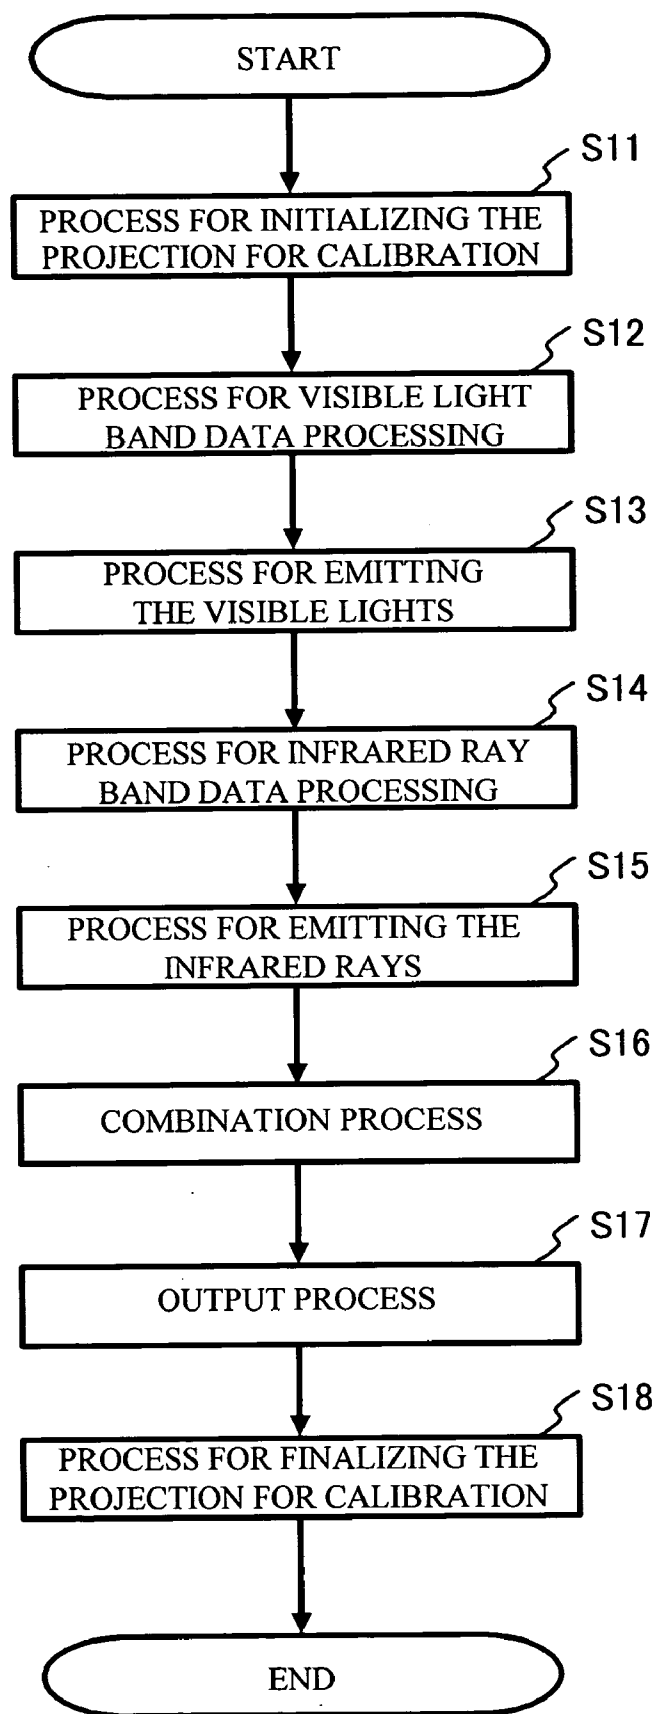 START
S11
PROCESS FOR INITIALIZING THE
PROJECTION FOR CALIBRATION
S12
PROCESS FOR VISIBLE LIGHT
BAND DATA PROCESSING
S13
PROCESS FOR EMITTING
THE VISIBLE LIGHTS
S14
PROCESS FOR INFRARED RAY
BAND DATA PROCESSING
S15
PROCESS FOR EMITTING THE
INFRARED RAYS
S16
COMBINATION PROCESS
S17
OUTPUT PROCESS
S18
PROCESS FOR FINALIZING THE
PROJECTION FOR CALIBRATION
END